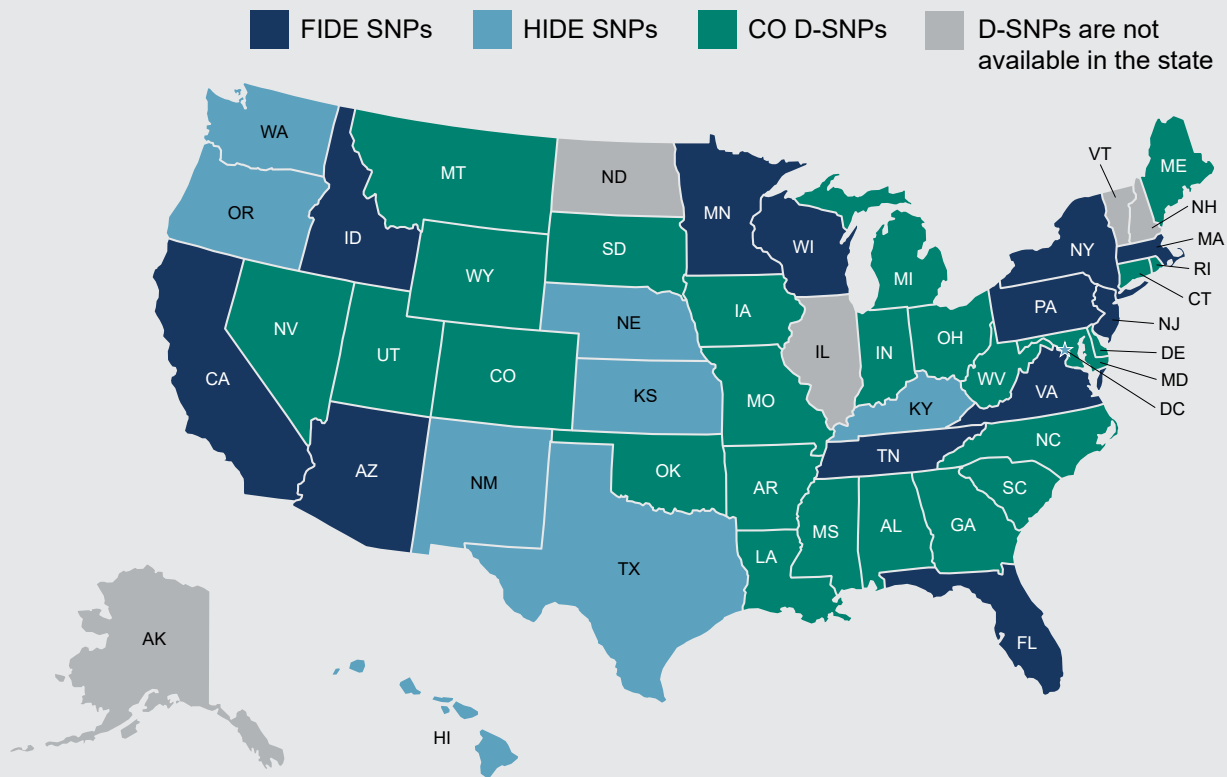 FIDE SNPs
HIDE SNPs
CO D-SNPs
D-SNPs are not
available in the state
WA
OR
ID
MT
ND
MN
WI
VT
ME
NH
MA
NY
RI
CT
SD
WY
MI
NV
UT
CO
NE
IA
IL
IN
OH
PA
NJ
DE
MD
DC
WV
VA
CA
KS
MO
KY
NC
AZ
NM
OK
AR
TN
SC
TX
LA
MS
AL
GA
FL
AK
HI